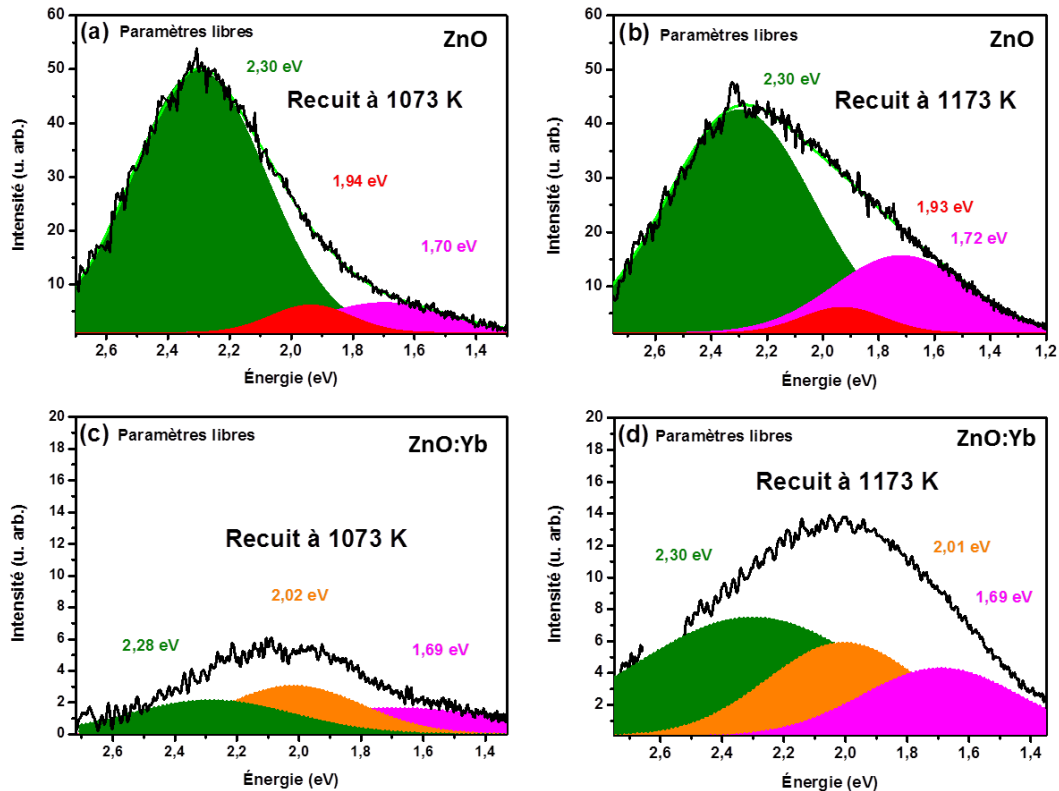 (a) Paramètres libres ZnO
2,30 eV
Recuit à 1073 K
1,94 eV
1,70 eV
60
50
40
30
20
10
Intensité (u. arb.)
2,6 2,4 2,2 2,0 1,8 1,6 1,4
Énergie (eV)
(b) Paramètres libres ZnO
2,30 eV
Recuit à 1173 K
1,93 eV
1,72 eV
60
50
40
30
20
10
Intensité (u. arb.)
2,6 2,4 2,2 2,0 1,8 1,6 1,4 1,2
Énergie (eV)
(c) Paramètres libres ZnO:Yb
Recuit à 1073 K
2,02 eV
2,28 eV
1,69 eV
20
18
16
14
12
10
8
6
4
2
0
Intensité (u. arb.)
2,6 2,4 2,2 2,0 1,8 1,6 1,4
Énergie (eV)
(d) Paramètres libres ZnO:Yb
Recuit à 1173 K
2,30 eV
2,01 eV
1,69 eV
20
18
16
14
12
10
8
6
4
2
Intensité (u. arb.)
2,6 2,4 2,2 2,0 1,8 1,6 1,4
Énergie (eV)